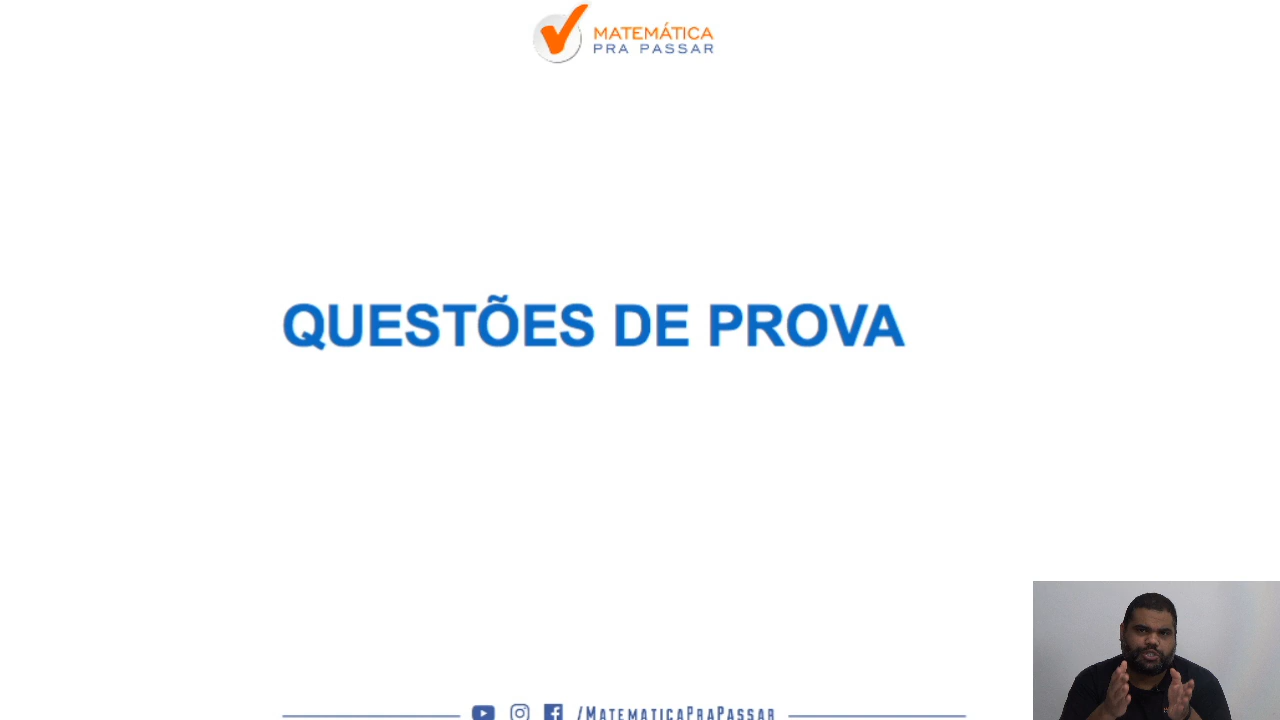 MATEMÁTICA
PRA PASSAR
QUESTÕES DE PROVA
/MATEMATICAPRAPASSAR